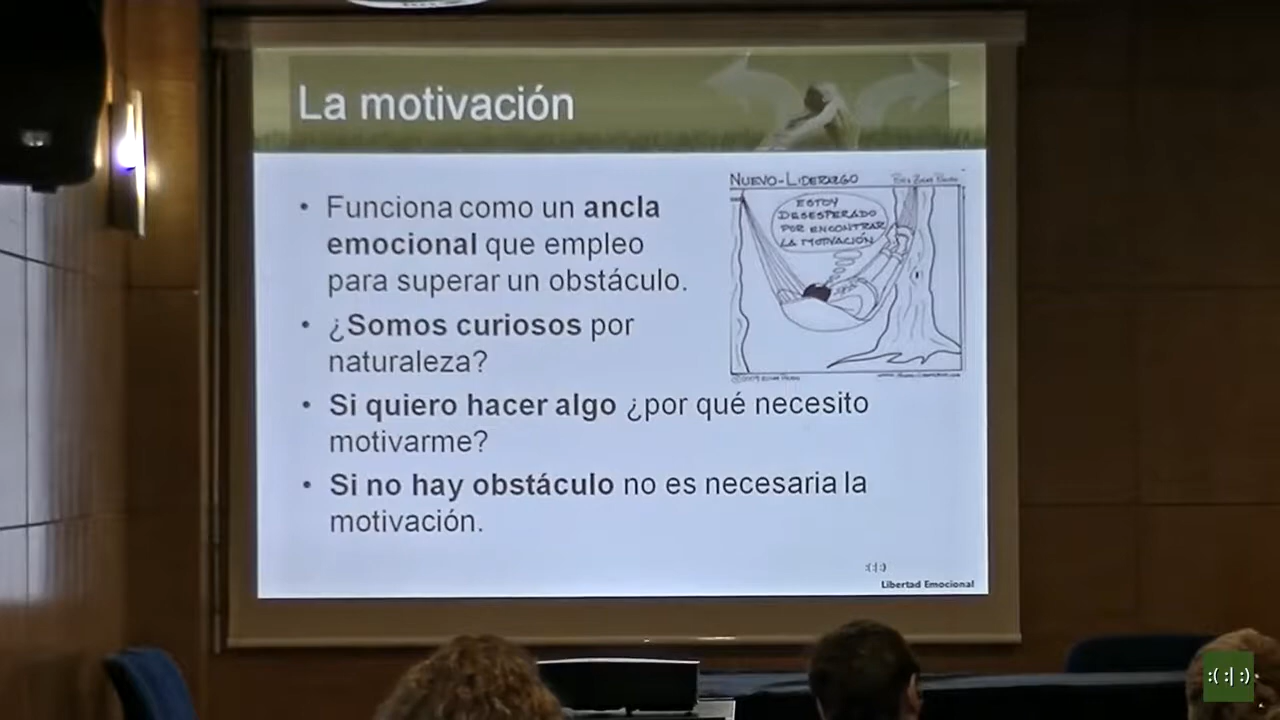 La motivación
• Funciona como un ancla
emocional que empleo
para superar un obstáculo.
• ¿Somos curiosos por
naturaleza?
• Si quiero hacer algo ¿por qué necesito
motivarme?
• Si no hay obstáculo no es necesaria la
motivación.
NUEVO-LIDERAZGO
ESTOY
DESESPERADO
POR ENCONTRAR
LA MOTIVACIÓN
:(|:)
Libertad Emocional
:( :| :)